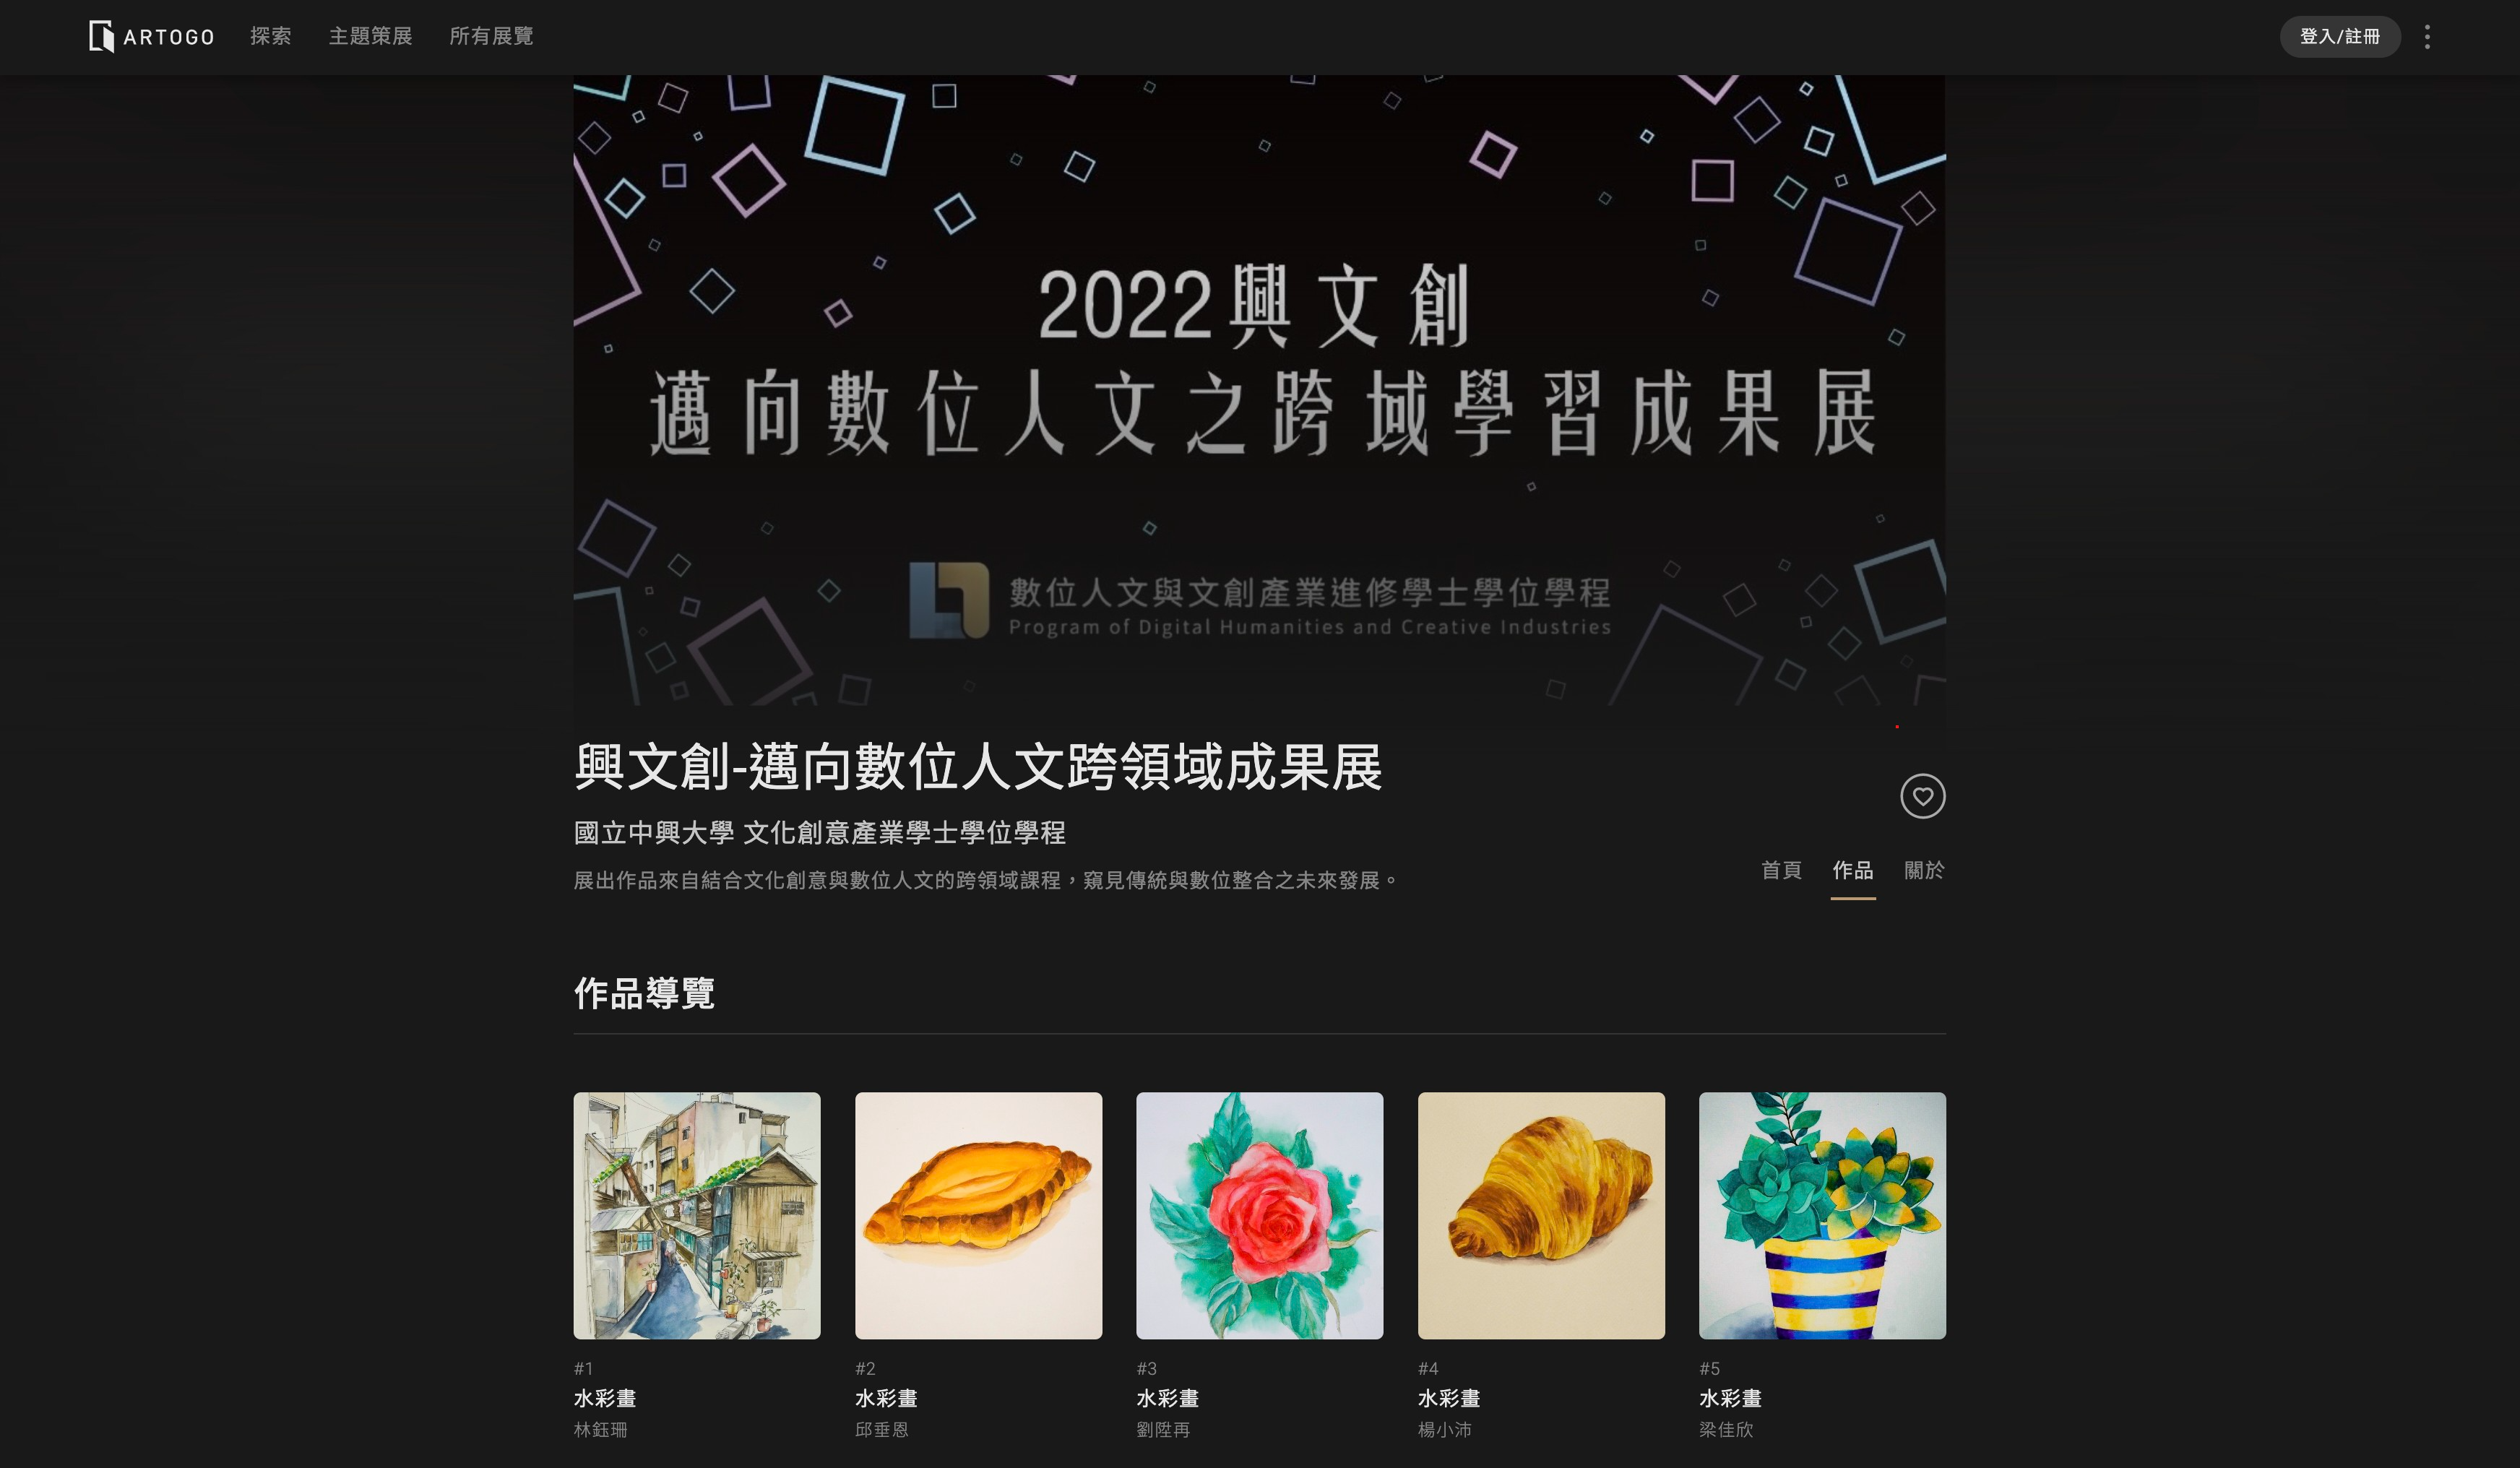 ARTOGO 探索 主題策展 所有展覽 登入/註冊
2022興文創
邁向數位人文之跨域學習成果展
數位人文與文創產業進修學士學位學程
Program of Digital Humanities and Creative Industries
興文創-邁向數位人文跨領域成果展
國立中興大學 文化創意產業學士學位學程
展出作品來自結合文化創意與數位人文的跨領域課程，窺見傳統與數位整合之未來發展。
首頁 作品 關於
作品導覽
#1
水彩畫
林鈺珊
#2
水彩畫
邱垂恩
#3
水彩畫
劉陞再
#4
水彩畫
楊小沛
#5
水彩畫
梁佳欣